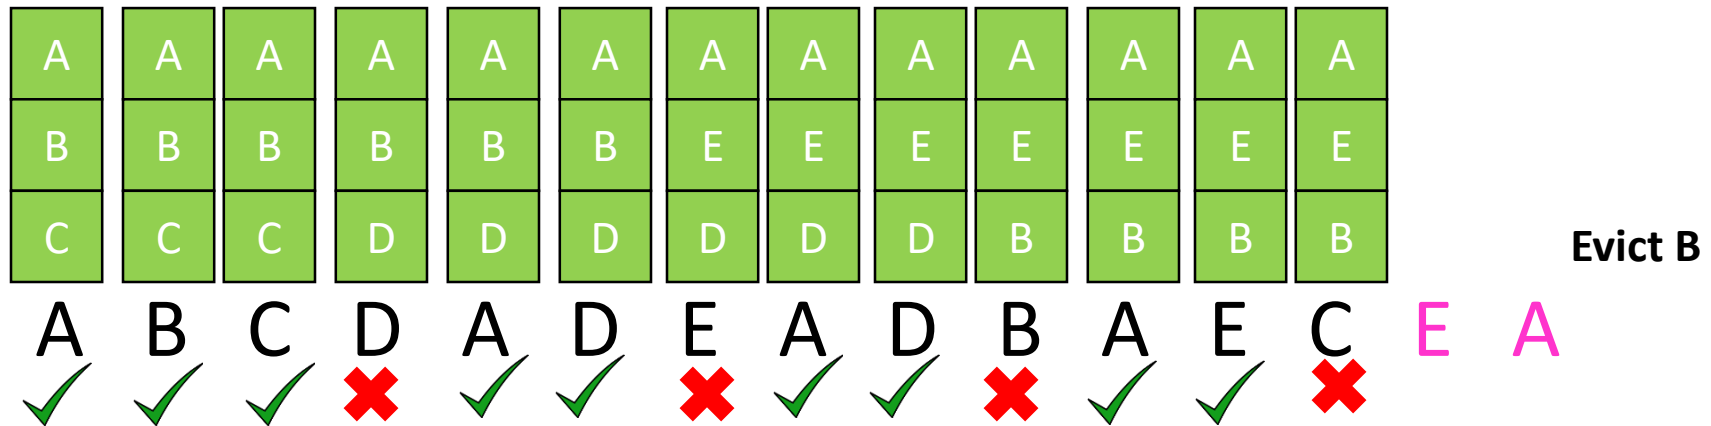 A A A A A A A A A A A A A
B B B B B B E E E E E E E
C C C D D D D D D B B B B Evict B
A B C D A D E A D B A E C E A